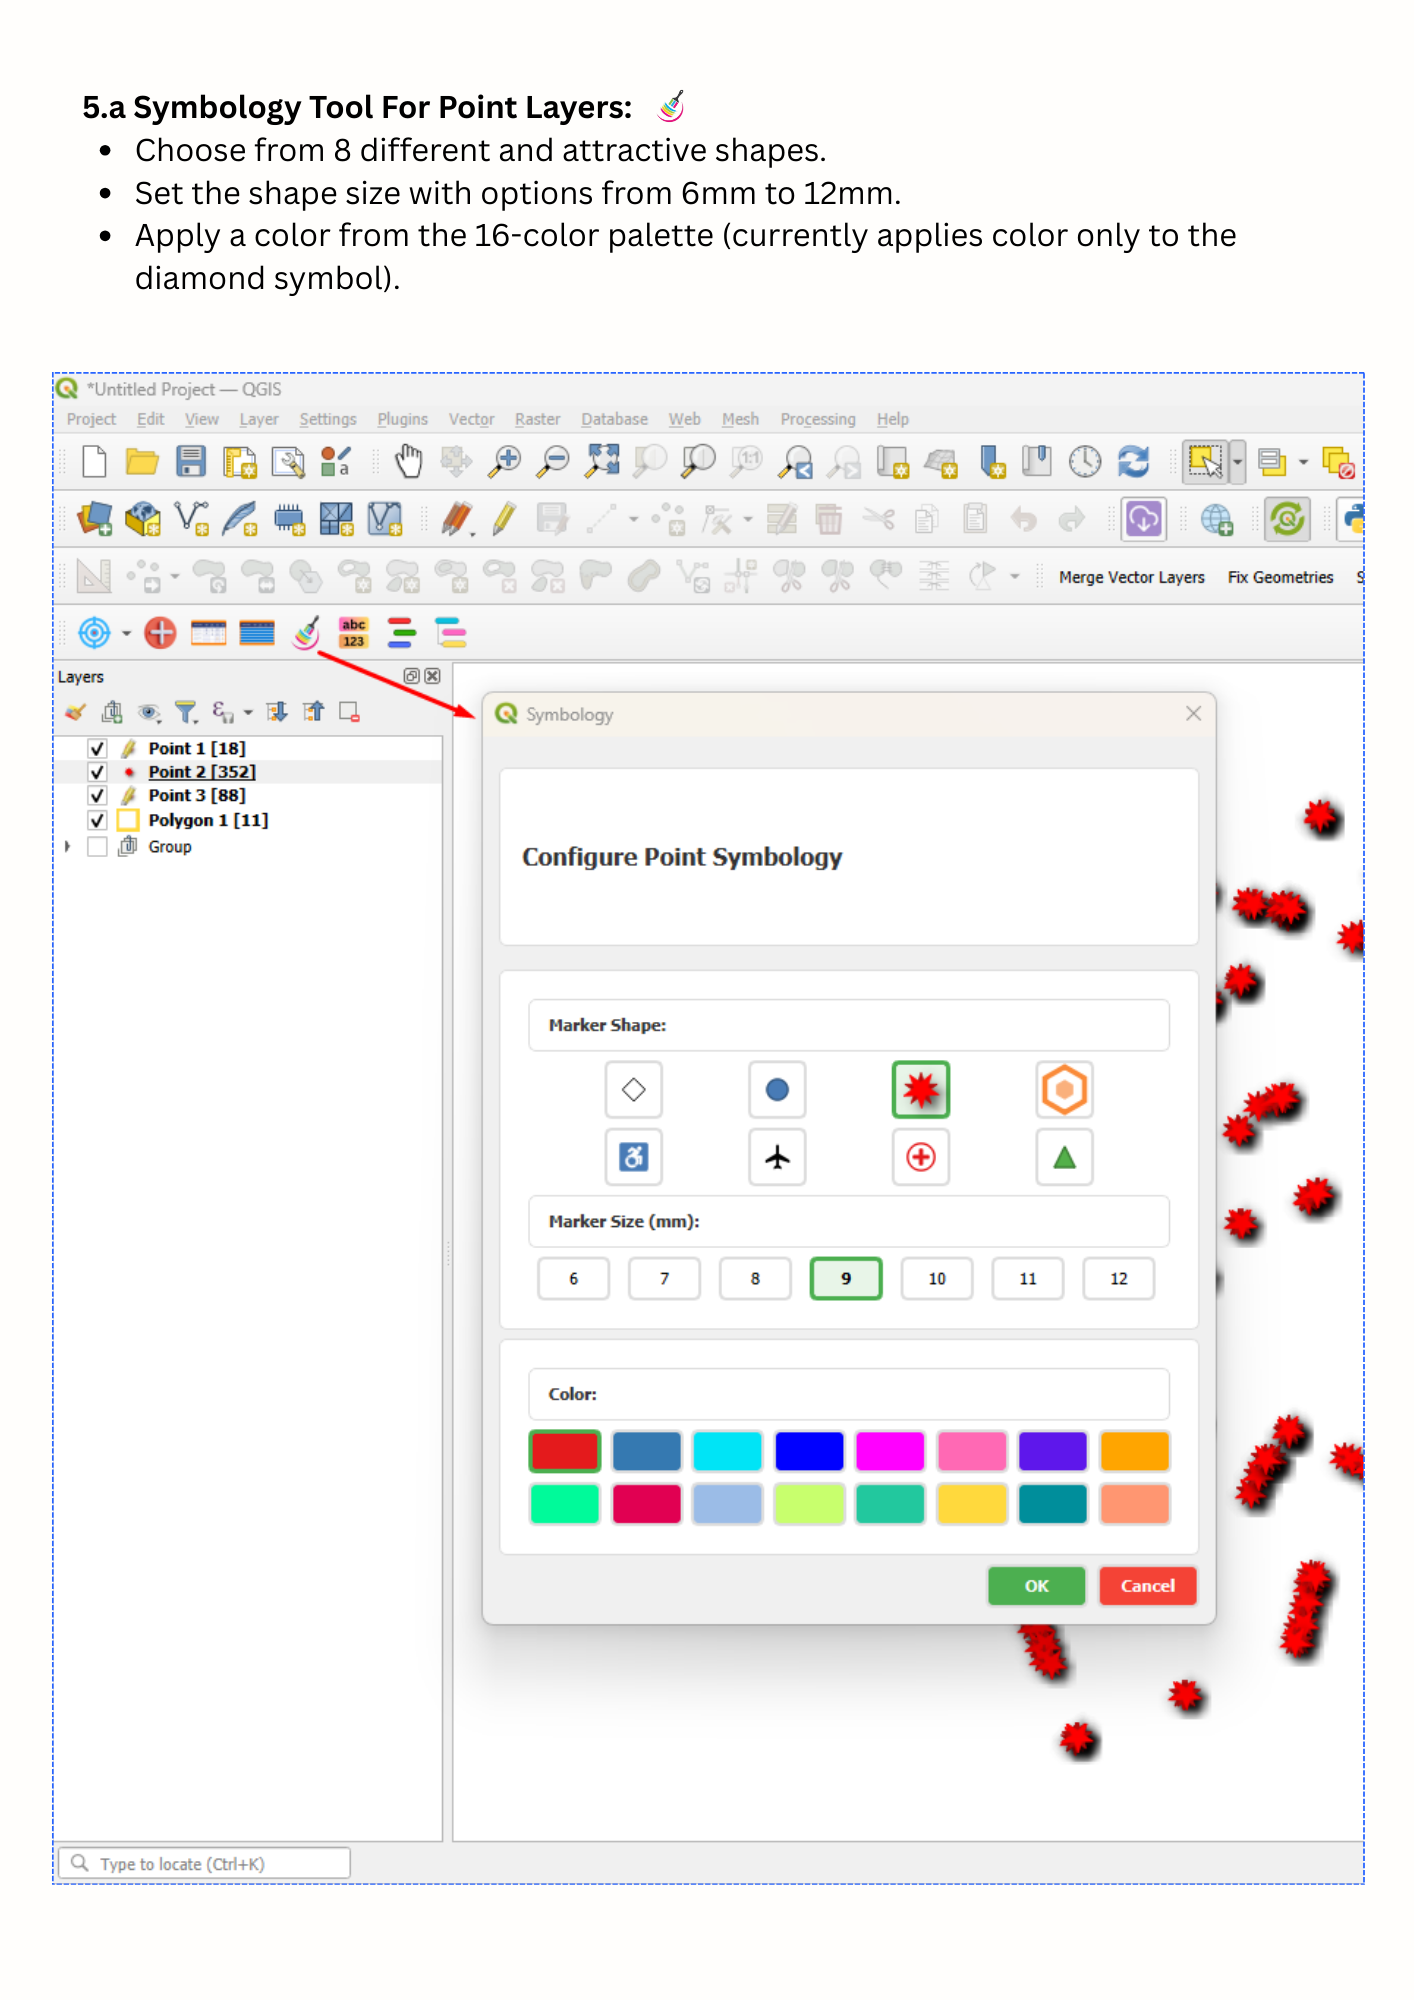 5.a Symbology Tool For Point Layers:
• Choose from 8 different and attractive shapes.
• Set the shape size with options from 6mm to 12mm.
• Apply a color from the 16-color palette (currently applies color only to the
diamond symbol).
*Untitled Project — QGIS
Project Edit View Layer Settings Plugins Vector Raster Database Web Mesh Processing Help
a
1:1
Merge Vector Layers Fix Geometries S
abc
123
Layers
ε
Symbology
Point 1 [18]
Point 2 [352]
Point 3 [88]
Polygon 1 [11]
Group
Configure Point Symbology
Marker Shape:
Marker Size (mm):
6 7 8 9 10 11 12
Color:
OK Cancel
Type to locate (Ctrl+K)